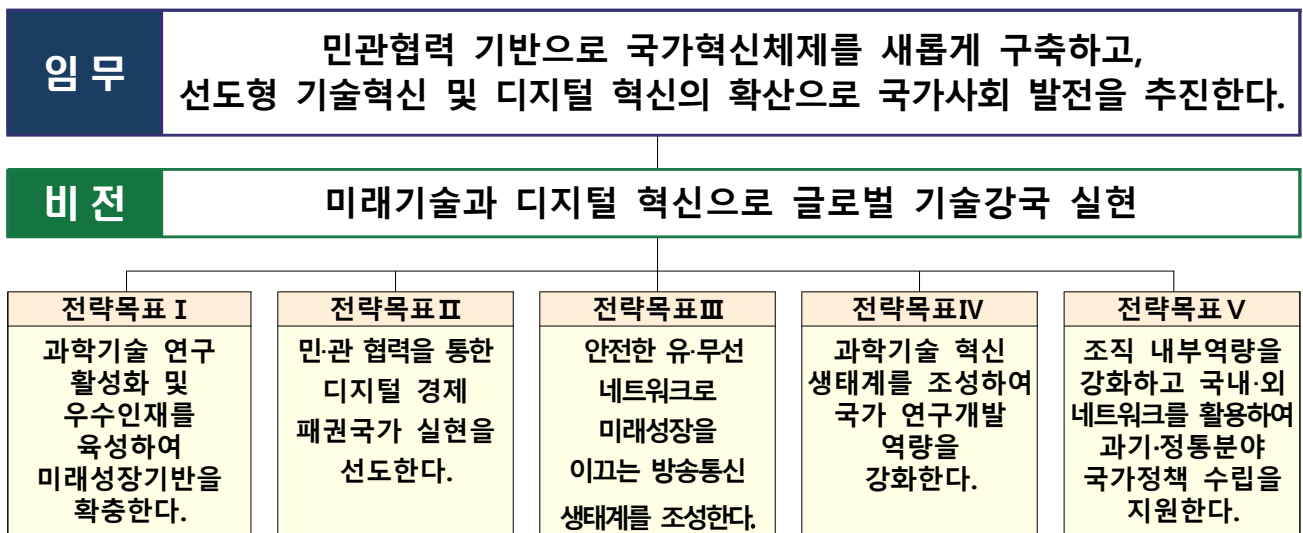 임 무
민관협력 기반으로 국가혁신체제를 새롭게 구축하고,
선도형 기술혁신 및 디지털 혁신의 확산으로 국가사회 발전을 추진한다.
비 전
미래기술과 디지털 혁신으로 글로벌 기술강국 실현
전략목표Ⅰ
과학기술 연구
활성화 및
우수인재를
육성하여
미래성장기반을
확충한다.
전략목표Ⅱ
민·관 협력을 통한
디지털 경제
패권국가 실현을
선도한다.
전략목표Ⅲ
안전한 유·무선
네트워크로
미래성장을
이끄는 방송통신
생태계를 조성한다.
전략목표Ⅳ
과학기술 혁신
생태계를 조성하여
국가 연구개발
역량을
강화한다.
전략목표Ⅴ
조직 내부역량을
강화하고 국내·외
네트워크를 활용하여
과기·정통분야
국가정책 수립을
지원한다.